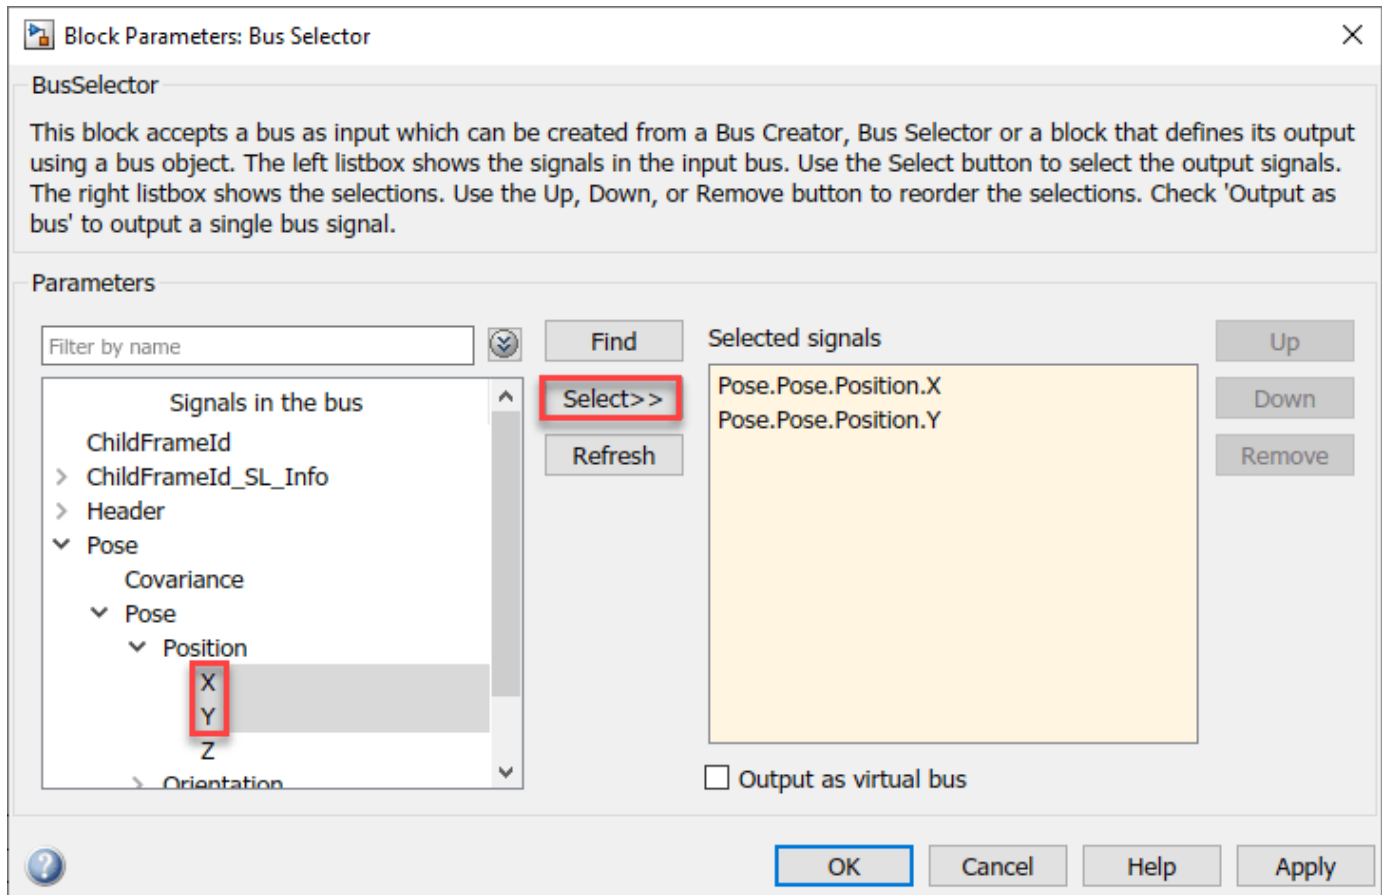 Block Parameters: Bus Selector
BusSelector
This block accepts a bus as input which can be created from a Bus Creator, Bus Selector or a block that defines its output
using a bus object. The left listbox shows the signals in the input bus. Use the Select button to select the output signals.
The right listbox shows the selections. Use the Up, Down, or Remove button to reorder the selections. Check 'Output as
bus' to output a single bus signal.
Parameters
Filter by name
Find
Select>>
Refresh
Signals in the bus
ChildFrameId
ChildFrameId_SL_Info
Header
Pose
Covariance
Pose
Position
X
Y
Z
Orientation
Selected signals
Pose.Pose.Position.X
Pose.Pose.Position.Y
Up
Down
Remove
Output as virtual bus
OK
Cancel
Help
Apply